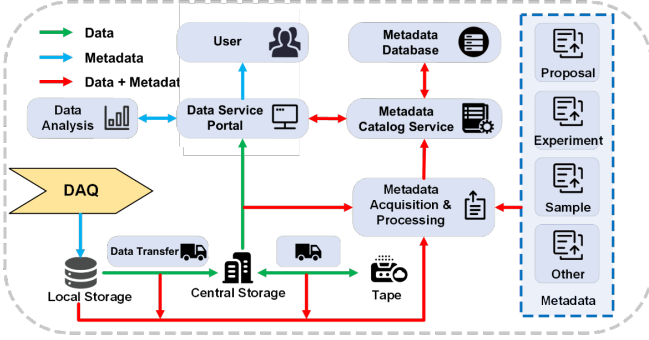 Data
Metadata
Data + Metadat
User
Metadata
Database
Proposal
Data
Analysis
Data Service
Portal
Metadata
Catalog Service
Experiment
DAQ
Metadata
Acquisition &
Processing
Sample
Data Transfer
Local Storage
Central Storage
Tape
Other
Metadata